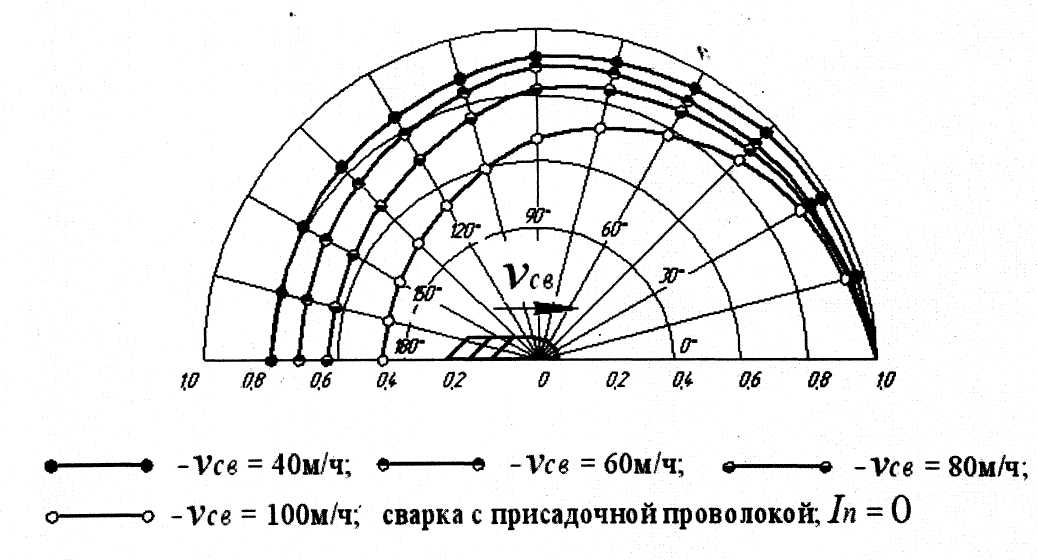 120°
90°
60°
Vсв
150°
30°
180°
0°
1,0 0,8 0,6 0,4 0,2 0 0,2 0,4 0,6 0,8 1,0
– Vсв = 40м/ч; – Vсв = 60м/ч; – Vсв = 80м/ч;
– Vсв = 100м/ч; сварка с присадочной проволокой; Iп = 0